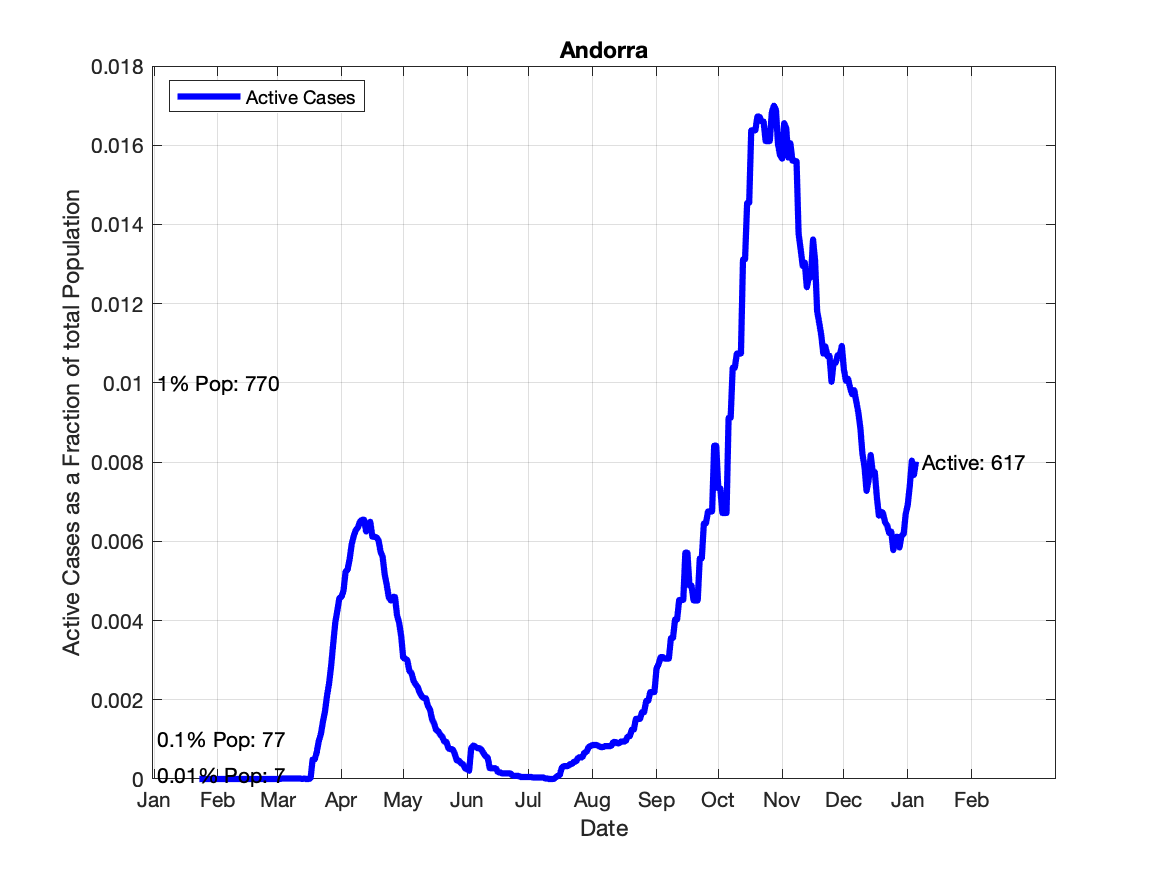 Andorra
0.018
Active Cases
0.016
0.014
0.012
0.01
1% Pop: 770
0.008
Active: 617
0.006
0.004
0.002
0.1% Pop: 77
0
0.01% Pop: 7
Jan Feb Mar Apr May Jun Jul Aug Sep Oct Nov Dec Jan Feb
Date
Active Cases as a Fraction of total Population